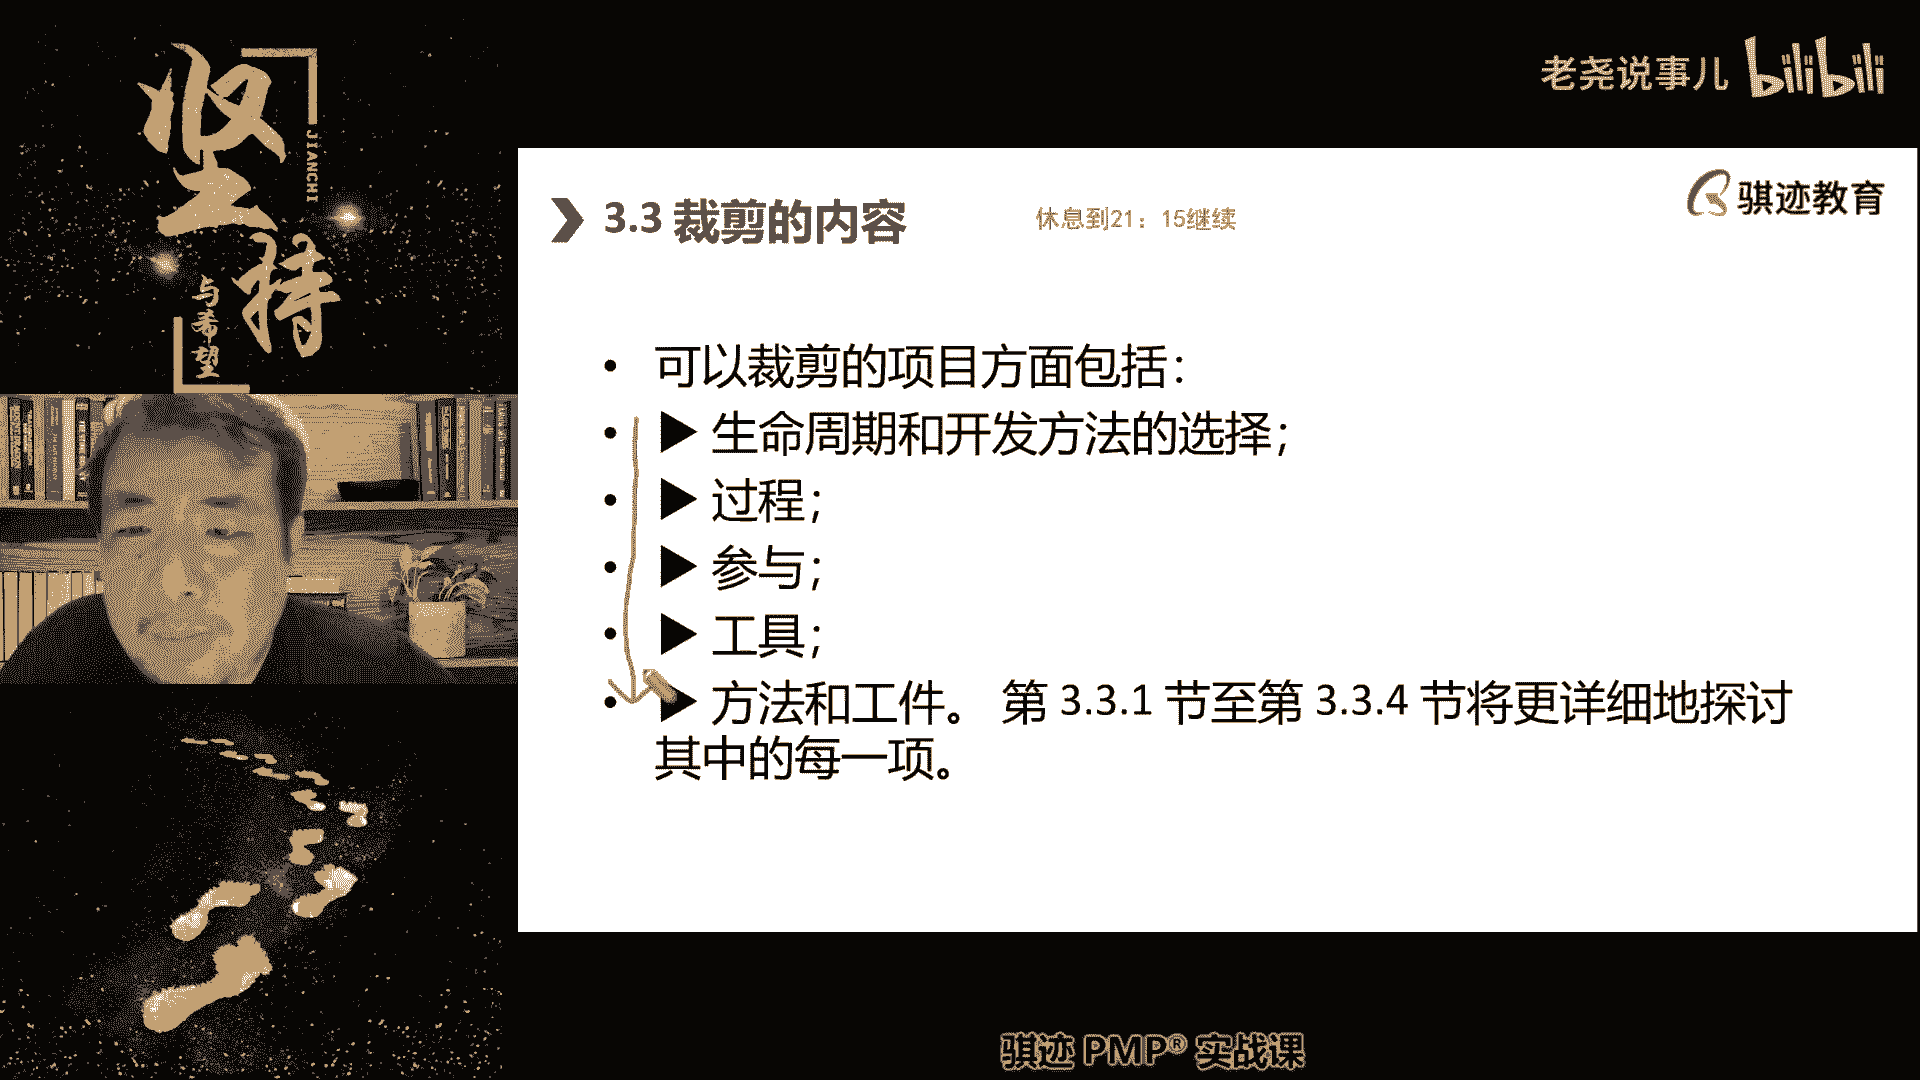 坚持
JIANCHI
与希望
老尧说事儿 bilibili
骐迹教育
3.3 裁剪的内容
休息到21：15继续
• 可以裁剪的项目方面包括：
• ▶ 生命周期和开发方法的选择；
• ▶ 过程；
• ▶ 参与；
• ▶ 工具；
• ▶ 方法和工件。 第 3.3.1 节至第 3.3.4 节将更详细地探讨
其中的每一项。
骐迹 PMP® 实战课